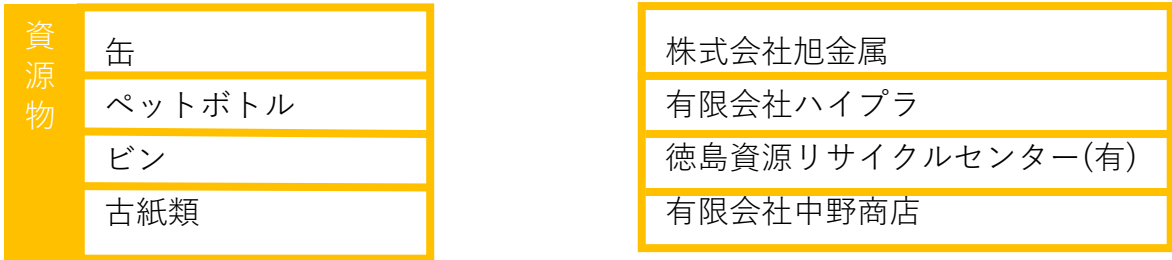 資源物
缶
ペットボトル
ビン
古紙類
株式会社旭金属
有限会社ハイプラ
徳島資源リサイクルセンター(有)
有限会社中野商店